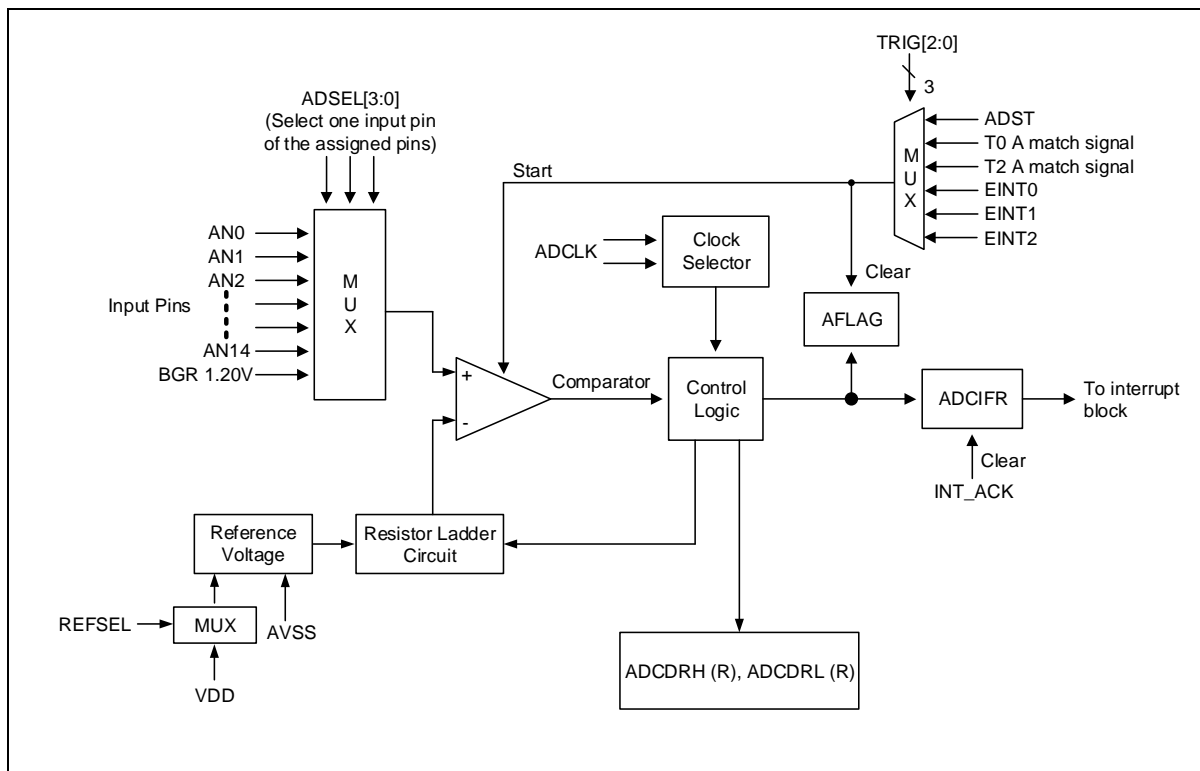 TRIG[2:0]
3
ADSEL[3:0]
(Select one input pin
of the assigned pins)
ADST
T0 A match signal
T2 A match signal
EINT0
EINT1
EINT2
M
U
X
Start
Clear
AN0
AN1
AN2
Input Pins
AN14
BGR 1.20V
M
U
X
ADCLK
Clock
Selector
AFLAG
+
-
Comparator
Control
Logic
ADCIFR
To interrupt
block
Clear
INT_ACK
Reference
Voltage
Resistor Ladder
Circuit
REFSEL
MUX
AVSS
VDD
ADCDRH (R), ADCDRL (R)